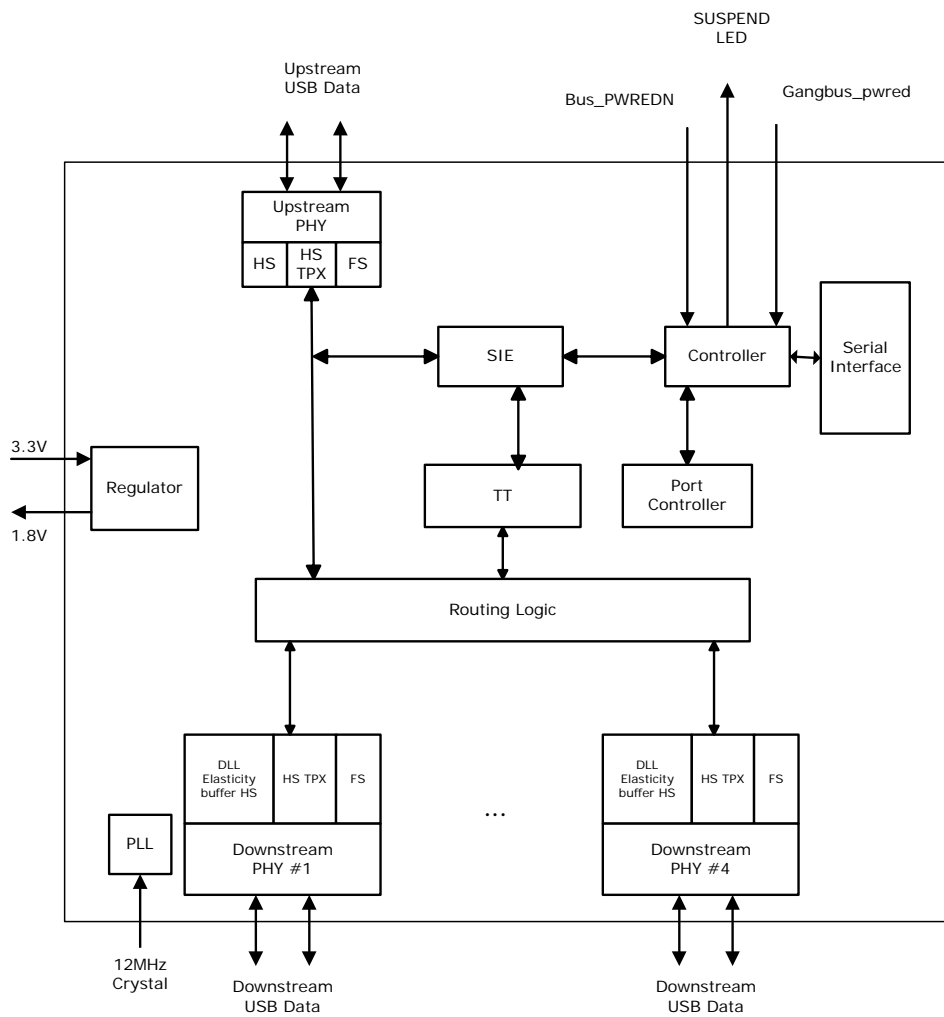 SUSPEND
LED
Upstream
USB Data
Bus_PWREDN
Gangbus_pwred
Upstream
PHY
HS
HS
TPX
FS
SIE
Controller
Serial
Interface
3.3V
Regulator
1.8V
TT
Port
Controller
Routing Logic
DLL
Elasticity
buffer HS
HS TPX
FS
DLL
Elasticity
buffer HS
HS TPX
FS
...
PLL
Downstream
PHY #1
Downstream
PHY #4
12MHz
Crystal
Downstream
USB Data
Downstream
USB Data